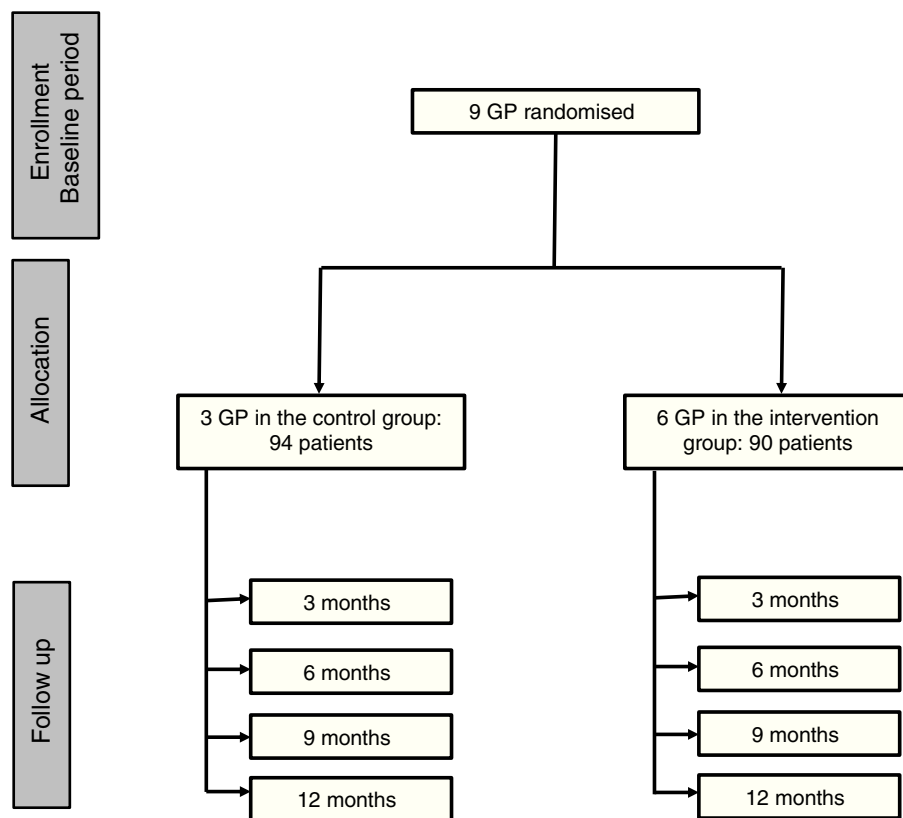 Enrollment
Baseline period
9 GP randomised
Allocation
3 GP in the control group:
94 patients
6 GP in the intervention
group: 90 patients
Follow up
3 months
6 months
9 months
12 months
3 months
6 months
9 months
12 months